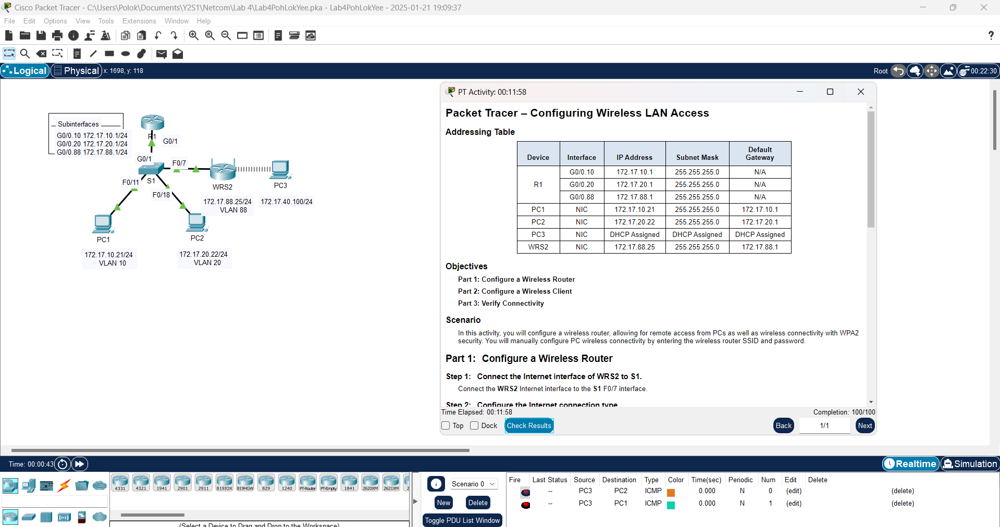 Cisco Packet Tracer - C:\Users\Polok\Documents\Y2S1\Netcom\Lab 4\Lab4PohLokYee.pka - Lab4PohLokYee - 2025-01-21 19:09:37
File Edit Options View Tools Extensions Window Help
?
Logical Physical x: 1698, y: 118
Root 00:22:30
Subinterfaces
G0/0.10 172.17.10.1/24
G0/0.20 172.17.20.1/24
G0/0.88 172.17.88.1/24
R1
G0/1
G0/1
F0/7
S1
F0/11
F0/18
WRS2
PC3
172.17.88.25/24
VLAN 88
172.17.40.100/24
PC1
PC2
172.17.10.21/24
VLAN 10
172.17.20.22/24
VLAN 20
PT Activity: 00:11:58
Packet Tracer – Configuring Wireless LAN Access
Addressing Table
Device Interface IP Address Subnet Mask Default Gateway
R1 G0/0.10 172.17.10.1 255.255.255.0 N/A
G0/0.20 172.17.20.1 255.255.255.0 N/A
G0/0.88 172.17.88.1 255.255.255.0 N/A
PC1 NIC 172.17.10.21 255.255.255.0 172.17.10.1
PC2 NIC 172.17.20.22 255.255.255.0 172.17.20.1
PC3 NIC DHCP Assigned DHCP Assigned DHCP Assigned
WRS2 NIC 172.17.88.25 255.255.255.0 172.17.88.1
Objectives
Part 1: Configure a Wireless Router
Part 2: Configure a Wireless Client
Part 3: Verify Connectivity
Scenario
In this activity, you will configure a wireless router, allowing for remote access from PCs as well as wireless connectivity with WPA2
security. You will manually configure PC wireless connectivity by entering the wireless router SSID and password.
Part 1: Configure a Wireless Router
Step 1: Connect the Internet interface of WRS2 to S1.
Connect the WRS2 Internet interface to the S1 F0/7 interface.
Step 2: Configure the Internet connection type
Time Elapsed: 00:11:58 Completion: 100/100
Top Dock Check Results Back 1/1 Next
Time: 00:00:43 Realtime Simulation
4331 4321 1941 2901 2911 819IOX 819HGW 829 1240 PT-Router PT-Empty 1841 2620XM 2621XM 2
(Select a Device to Drag and Drop to the Workspace)
Scenario 0
New Delete
Toggle PDU List Window
Fire Last Status Source Destination Type Color Time(sec) Periodic Num Edit Delete
-- PC3 PC2 ICMP 0.000 N 0 (edit) (delete)
-- PC3 PC1 ICMP 0.000 N 1 (edit) (delete)